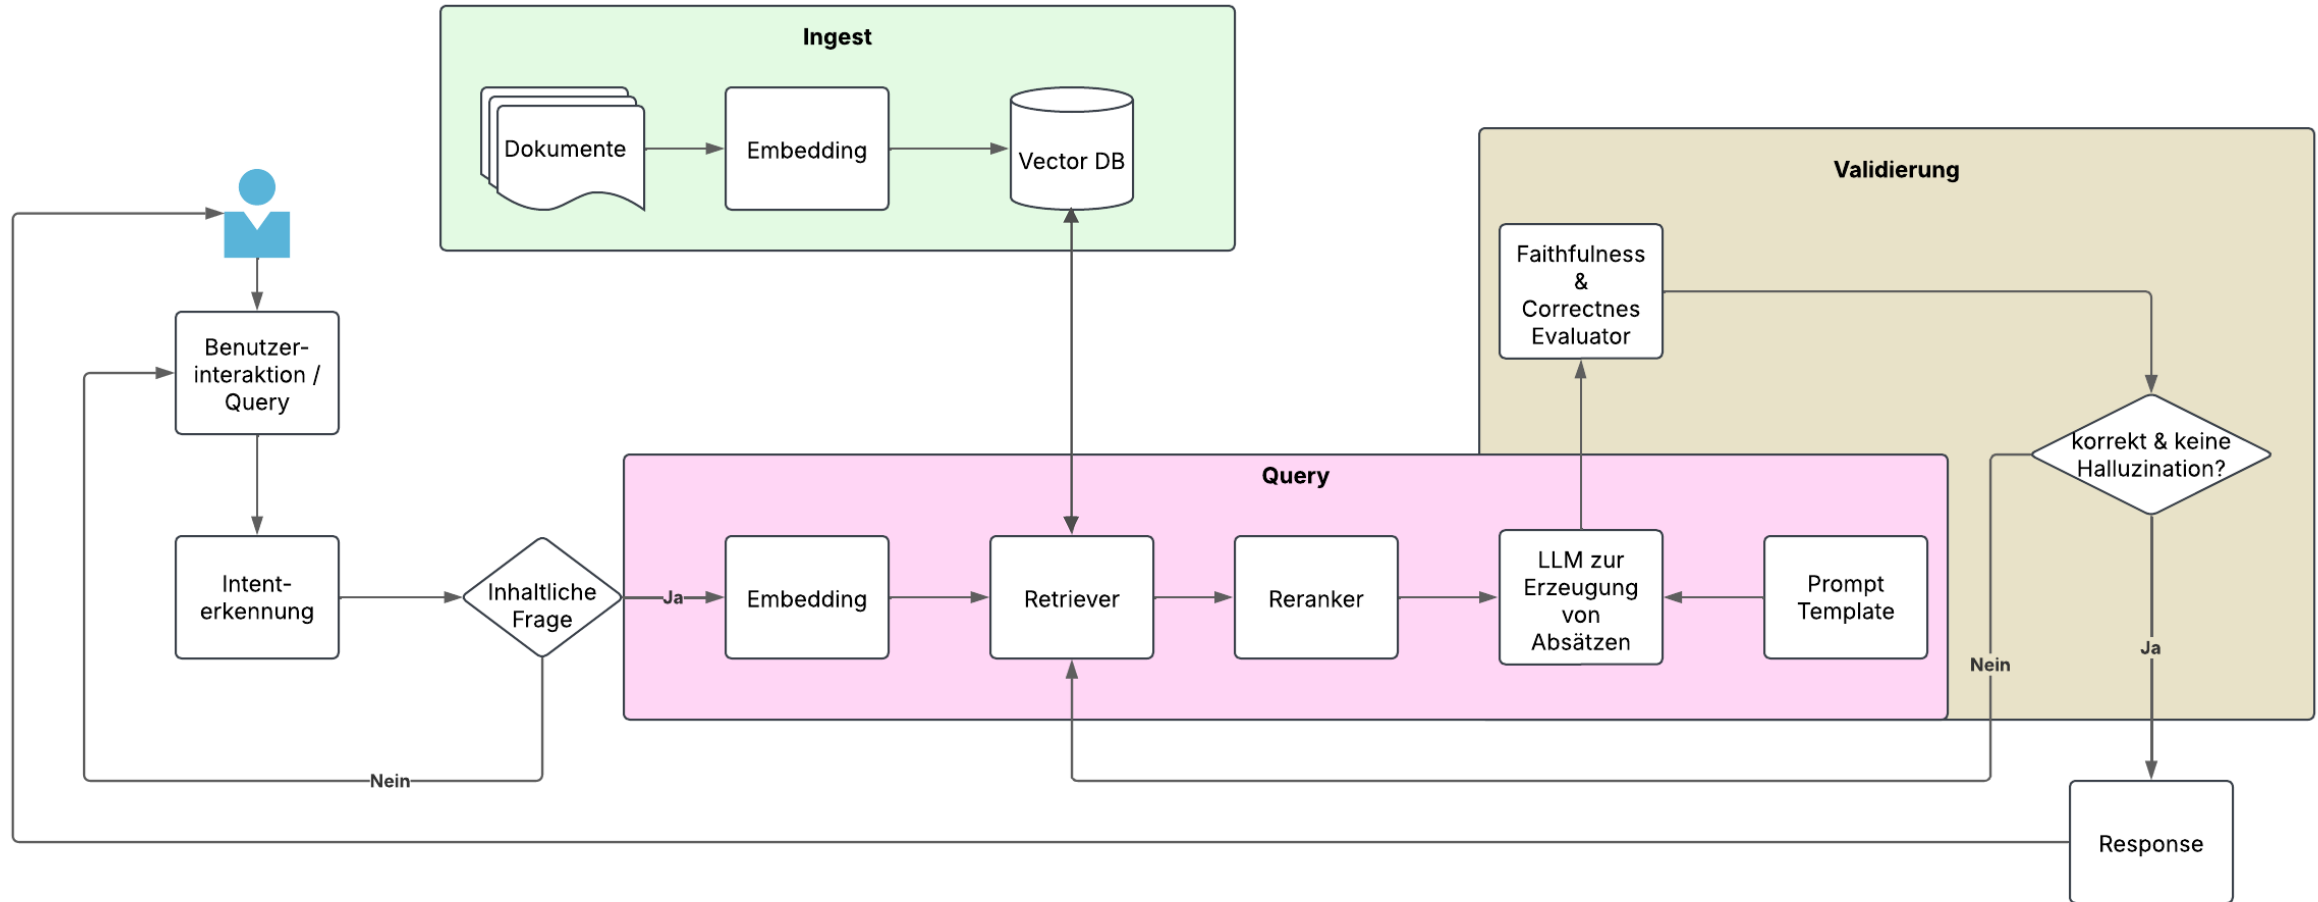 Ingest
Dokumente
Embedding
Vector DB
Validierung
Faithfulness
&
Correctnes
Evaluator
korrekt & keine
Halluzination?
Benutzer-
interaktion /
Query
Query
Intent-
erkennung
Inhaltliche
Frage
Ja
Embedding
Retriever
Reranker
LLM zur
Erzeugung
von
Absätzen
Prompt
Template
Nein
Ja
Nein
Response